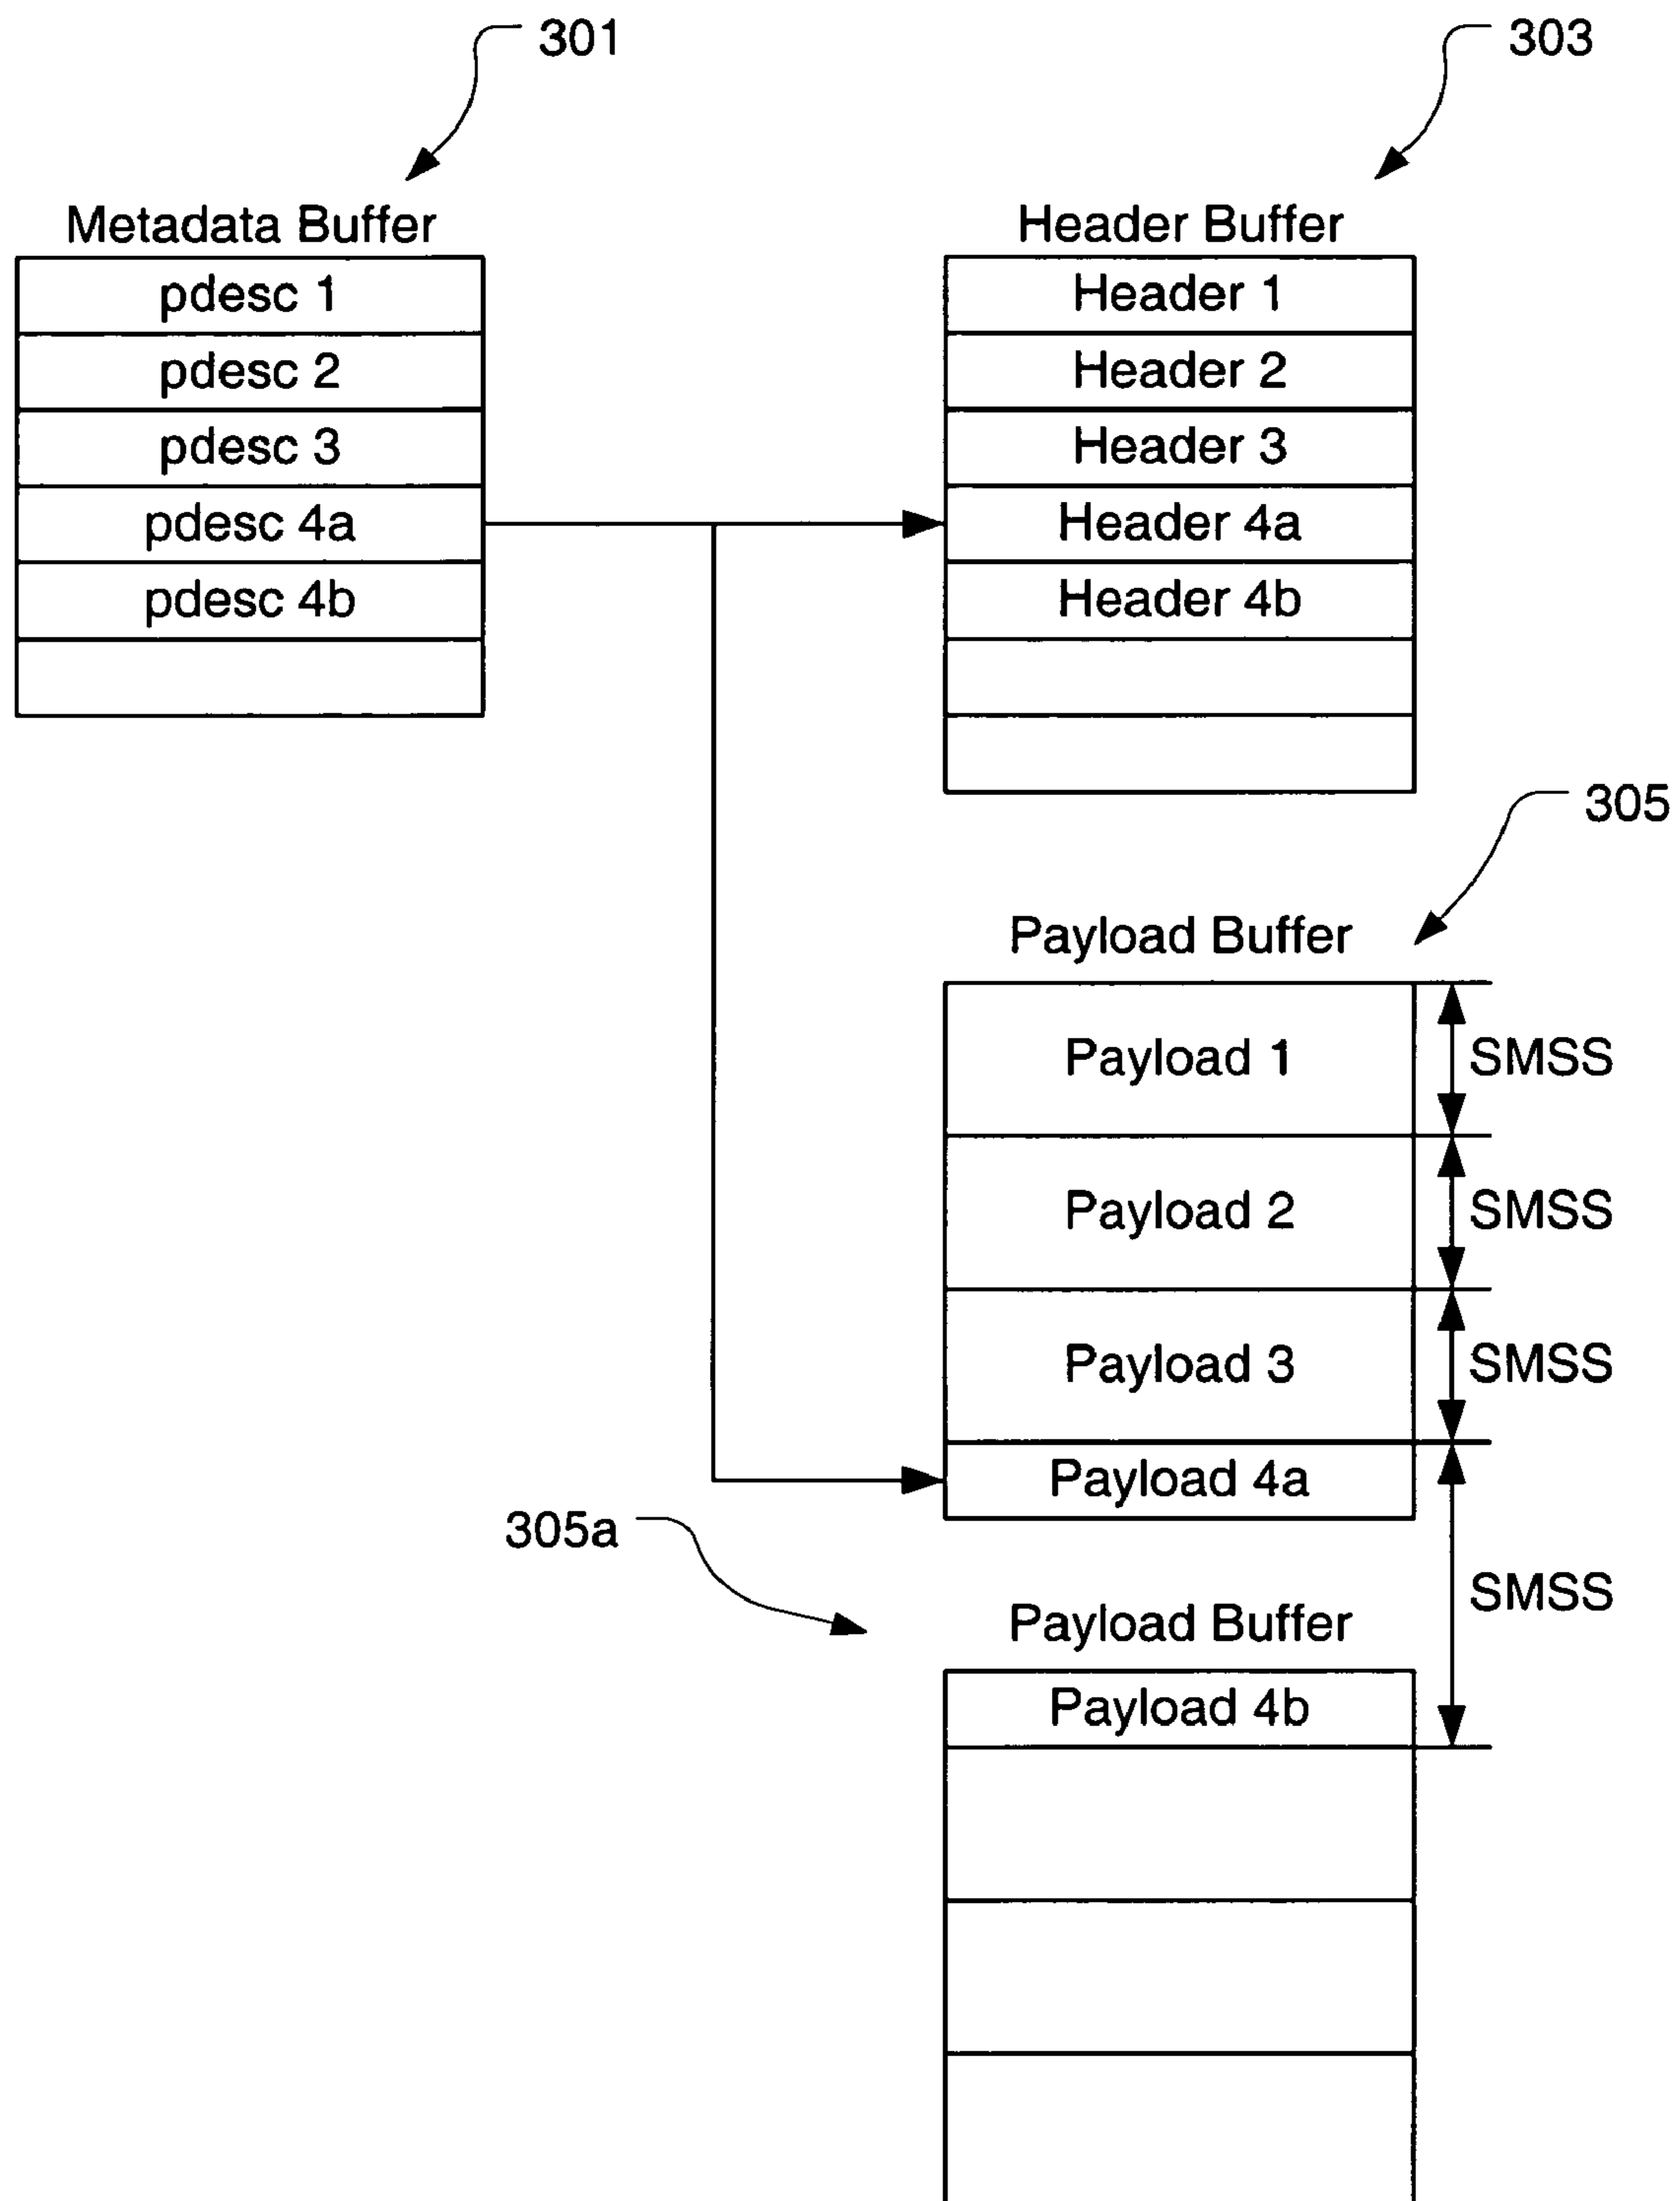 301
303
Metadata Buffer
pdesc 1
pdesc 2
pdesc 3
pdesc 4a
pdesc 4b
Header Buffer
Header 1
Header 2
Header 3
Header 4a
Header 4b
305
Payload Buffer
Payload 1
SMSS
Payload 2
SMSS
Payload 3
SMSS
Payload 4a
305a
SMSS
Payload Buffer
Payload 4b